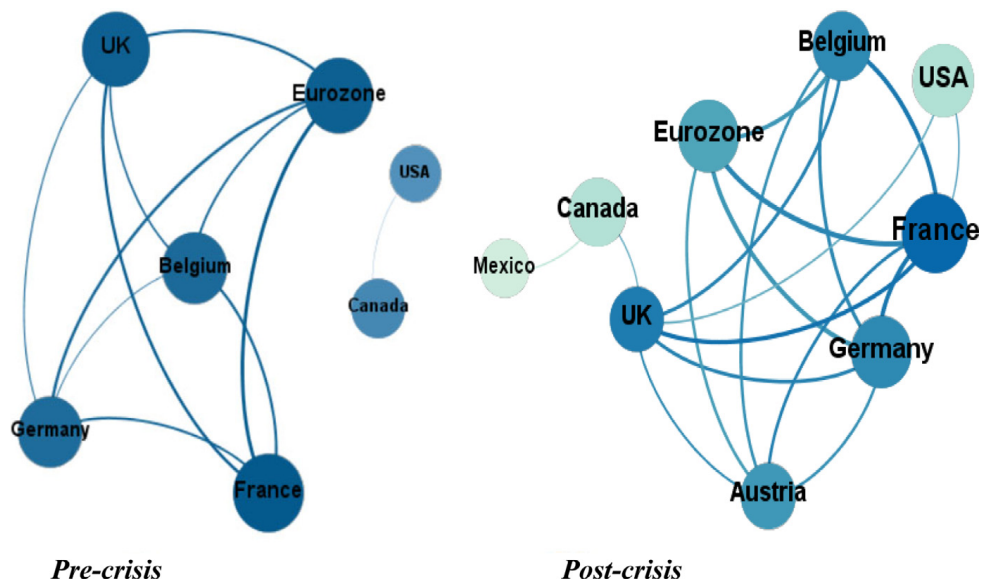 UK
Eurozone
USA
Belgium
Canada
Germany
France
Pre-crisis
Belgium
USA
Eurozone
Canada
France
Mexico
UK
Germany
Austria
Post-crisis